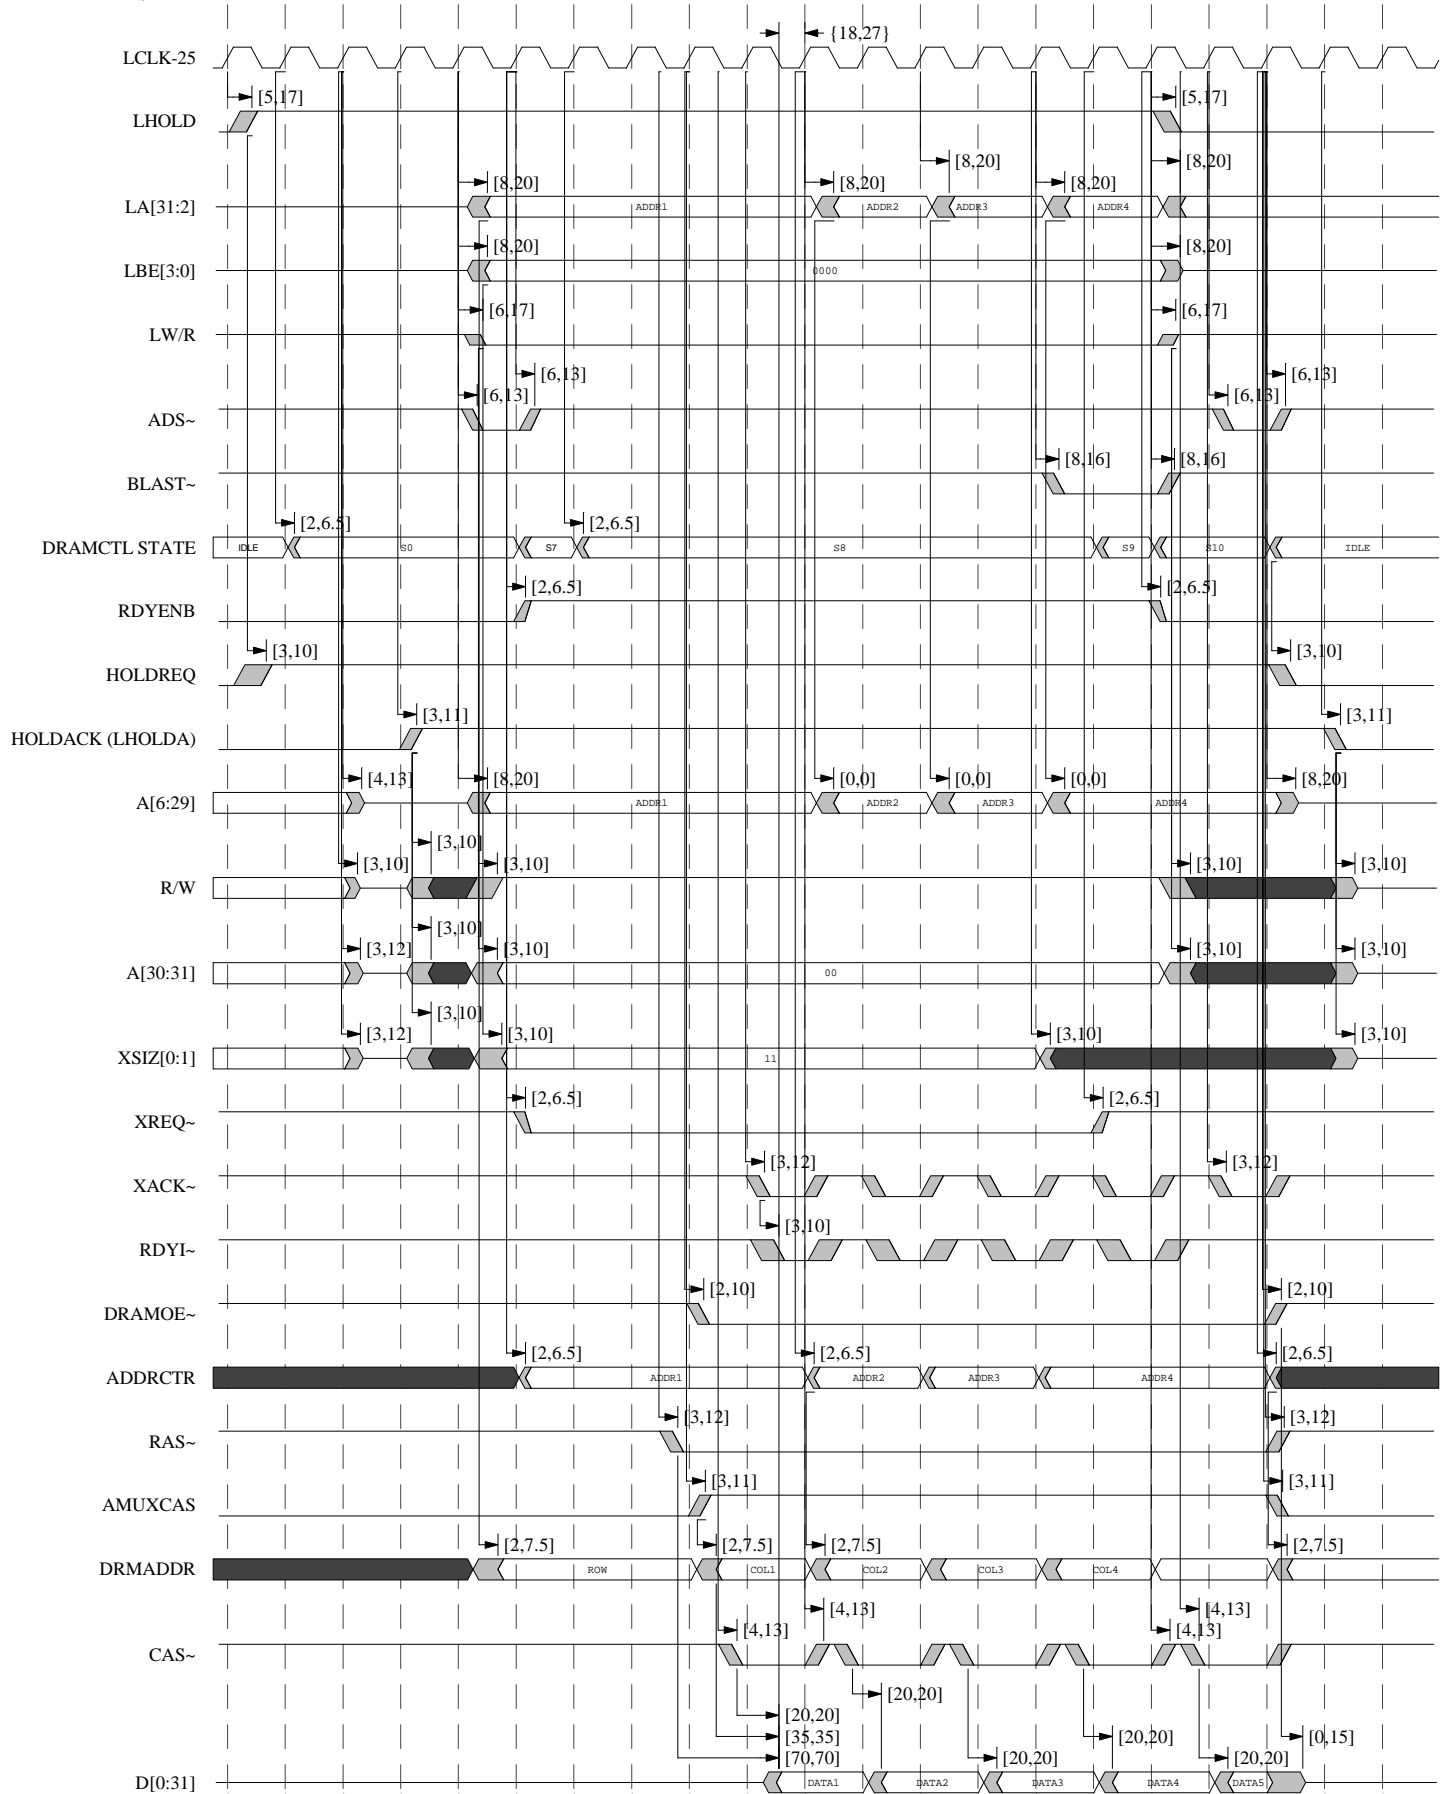 {18,27}
LCLK-25
[5,17] [5,17]
LHOLD
[8,20] [8,20]
[8,20] [8,20] [8,20]
LA[31:2] ADDR1 ADDR2 ADDR3 ADDR4
[8,20] [8,20]
LBE[3:0] 0000
[6,17] [6,17]
LW/R
[6,13] [6,13]
[6,13] [6,13]
ADS~
[8,16] [8,16]
BLAST~
[2,6.5] [2,6.5]
DRAMCTL STATE IDLE S0 S7 S8 S9 S10 IDLE
[2,6.5] [2,6.5]
RDYENB
[3,10] [3,10]
HOLDREQ
[3,11] [3,11]
HOLDACK (LHOLDA)
[4,13] [8,20] [0,0] [0,0] [0,0] [8,20]
A[6:29] ADDR1 ADDR2 ADDR3 ADDR4
[3,10]
[3,10] [3,10] [3,10] [3,10]
R/W
[3,10]
[3,12] [3,10] [3,10] [3,10]
A[30:31] 00
[3,10]
[3,12] [3,10] [3,10] [3,10]
XSIZ[0:1] 11
[2,6.5] [2,6.5]
XREQ~
[3,12] [3,12]
XACK~
[3,10]
RDYI~
[2,10] [2,10]
DRAMOE~
[2,6.5] [2,6.5] [2,6.5]
ADDRCTR ADDR1 ADDR2 ADDR3 ADDR4
[3,12] [3,12]
RAS~
[3,11] [3,11]
AMUXCAS
[2,7.5] [2,7.5] [2,7.5] [2,7.5]
DRMADDR ROW COL1 COL2 COL3 COL4
[4,13] [4,13]
[4,13] [4,13]
CAS~
[20,20]
[20,20]
[35,35] [20,20] [0,15]
[70,70] [20,20] [20,20]
D[0:31] DATA1 DATA2 DATA3 DATA4 DATA5